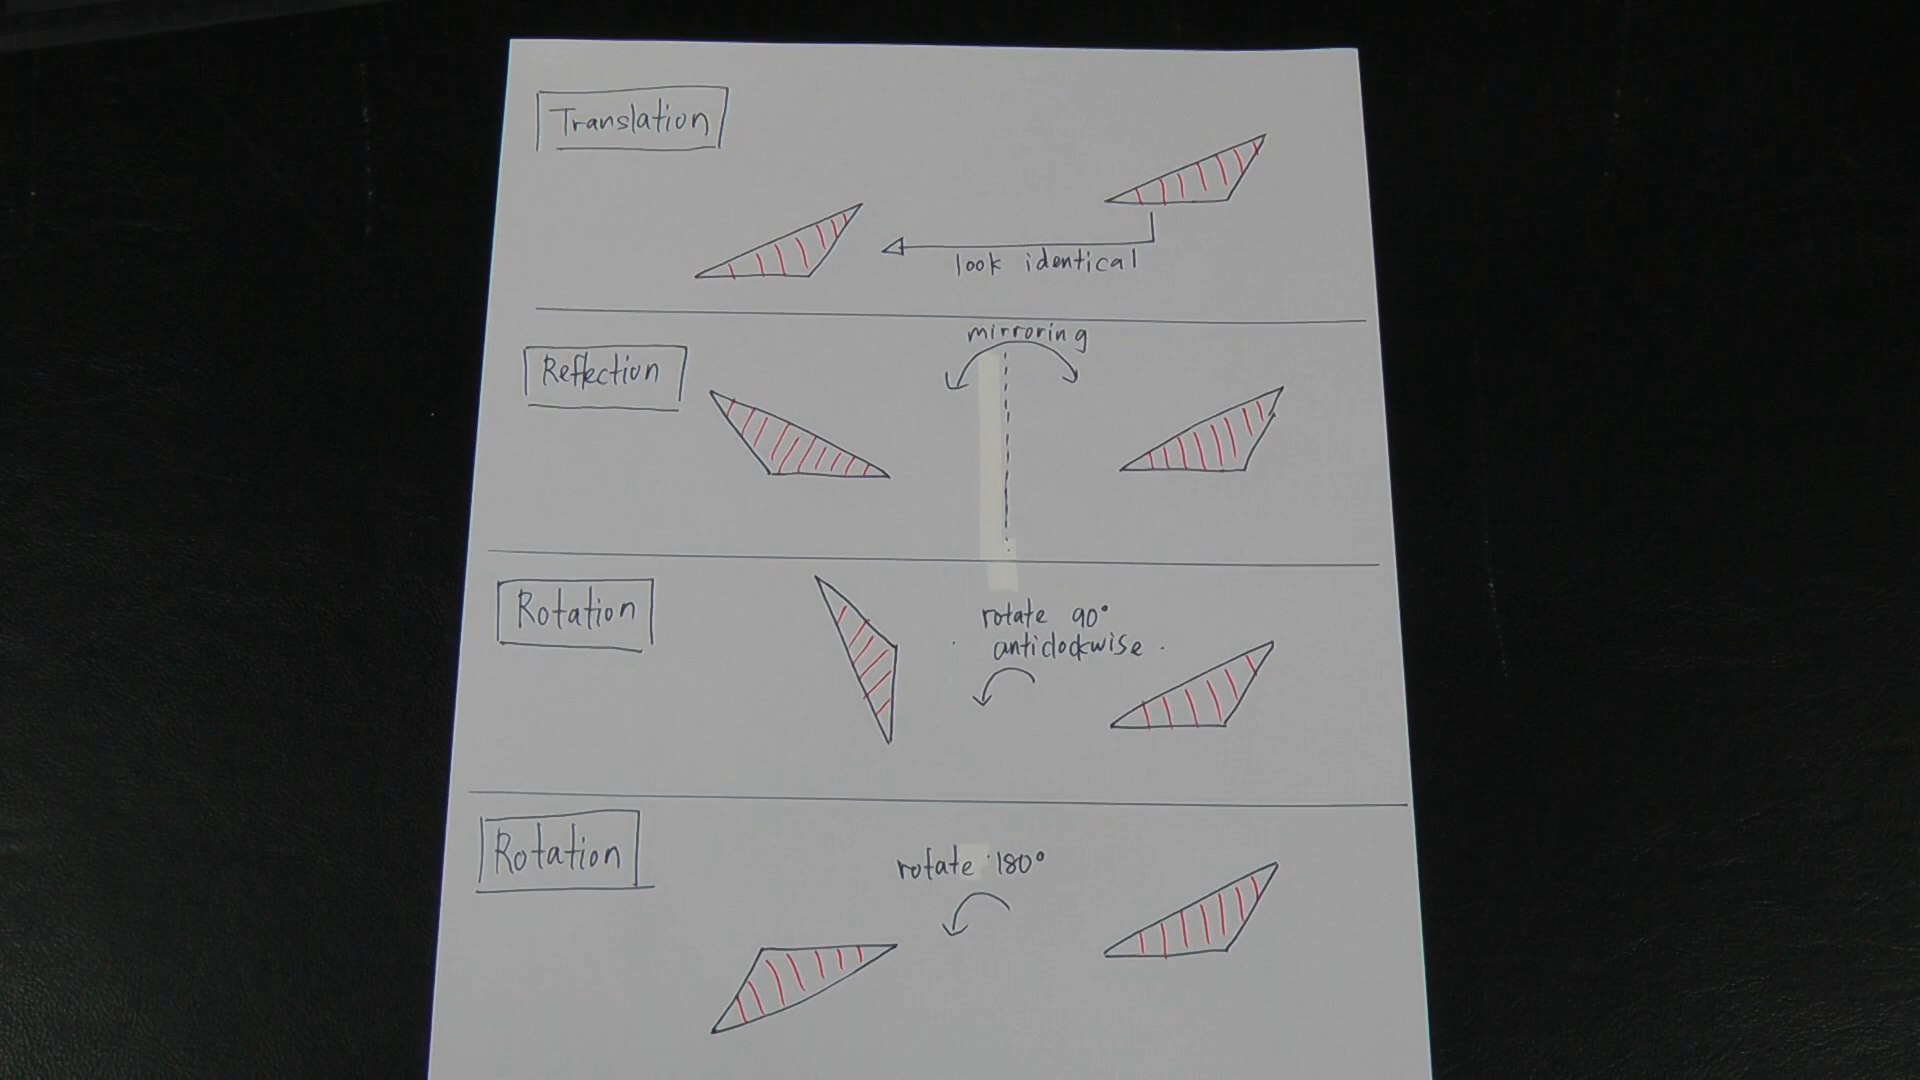 Translation
look identical
mirroring
Reflection
Rotation
rotate 90°
anticlockwise
Rotation
rotate 180°